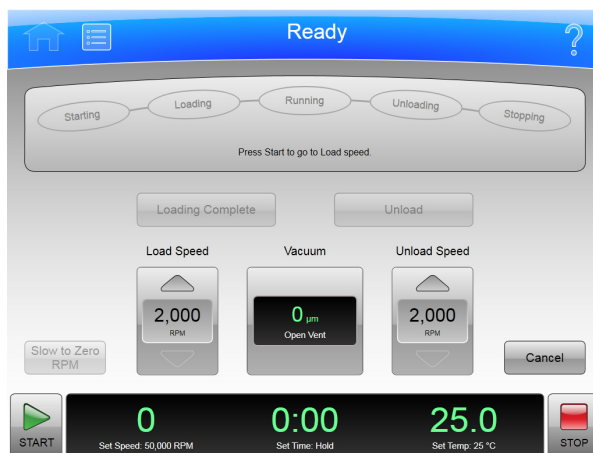 Ready
?
Starting
Loading
Running
Unloading
Stopping
Press Start to go to Load speed.
Loading Complete
Unload
Load Speed
Vacuum
Unload Speed
2,000
RPM
0 µm
Open Vent
2,000
RPM
Slow to Zero
RPM
Cancel
START
0
Set Speed: 50,000 RPM
0:00
Set Time: Hold
25.0
Set Temp: 25 °C
STOP